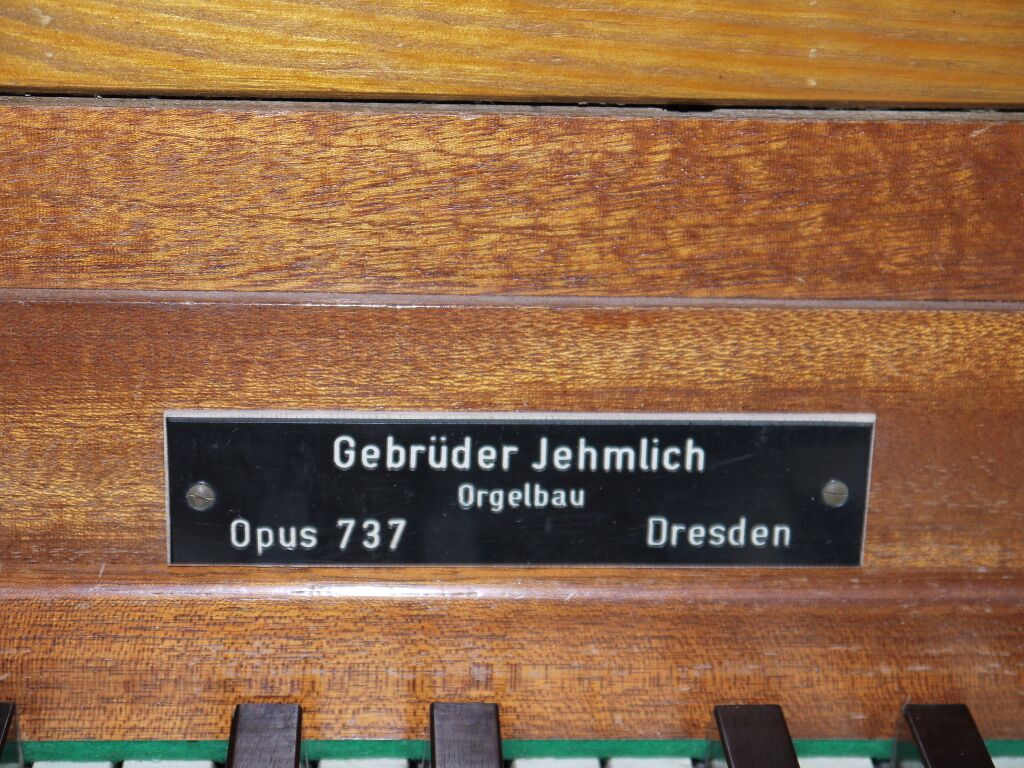 Gebrüder Jehmlich
Orgelbau
Opus 737 Dresden